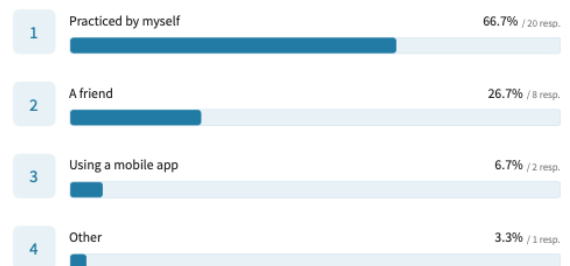 1
Practiced by myself
66.7% / 20 resp.
2
A friend
26.7% / 8 resp.
3
Using a mobile app
6.7% / 2 resp.
4
Other
3.3% / 1 resp.